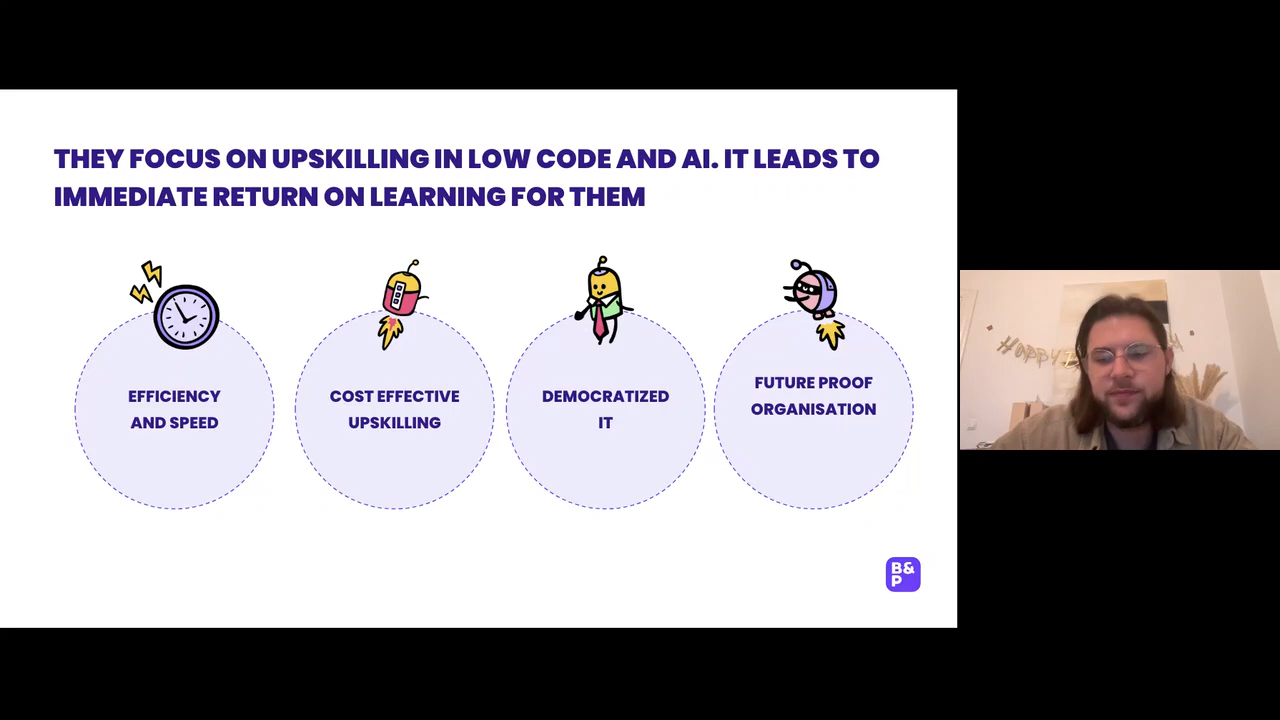 THEY FOCUS ON UPSKILLING IN LOW CODE AND AI. IT LEADS TO
IMMEDIATE RETURN ON LEARNING FOR THEM
EFFICIENCY
AND SPEED
COST EFFECTIVE
UPSKILLING
DEMOCRATIZED
IT
FUTURE PROOF
ORGANISATION
B&
P
HAPPY B